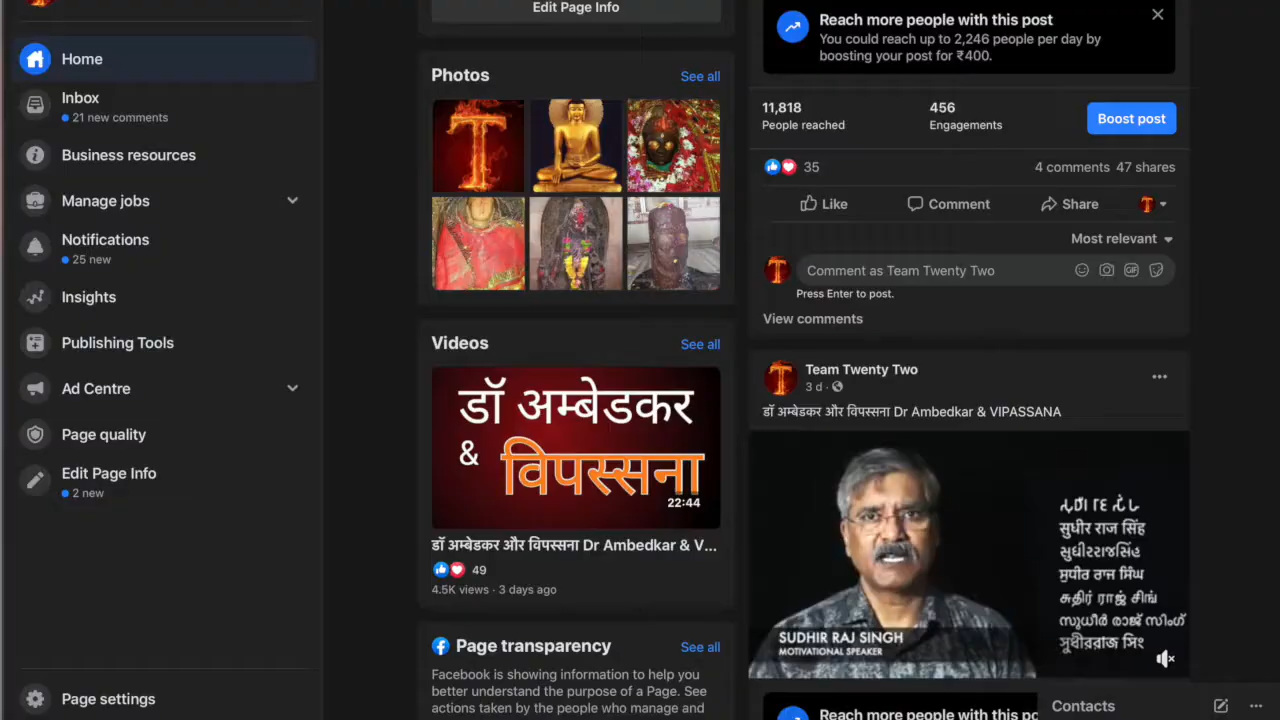 Home
Inbox
21 new comments
Business resources
Manage jobs
Notifications
25 new
Insights
Publishing Tools
Ad Centre
Page quality
Edit Page Info
2 new
Page settings
Edit Page Info
Photos
See all
T
Videos
See all
डॉ अम्बेडकर
&
विपस्सना
22:44
डॉ अम्बेडकर और विपस्सना Dr Ambedkar & V...
49
4.5K views · 3 days ago
Page transparency
See all
Facebook is showing information to help you
better understand the purpose of a Page. See
actions taken by the people who manage and
Reach more people with this post
You could reach up to 2,246 people per day by
boosting your post for ₹400.
11,818
People reached
456
Engagements
Boost post
35
4 comments 47 shares
Like
Comment
Share
Most relevant
Comment as Team Twenty Two
GIF
Press Enter to post.
View comments
Team Twenty Two
3 d ·
डॉ अम्बेडकर और विपस्सना Dr Ambedkar & VIPASSANA
सुधीर राज सिंह
ਸੁਧੀਰ ਰਾਜ ਸਿੰਘ
சுதிர் ராஜ் சிங்
സുധീർ രാജ് സിംഗ്
SUDHIR RAJ SINGH
MOTIVATIONAL SPEAKER
Reach more people with this po
Contacts